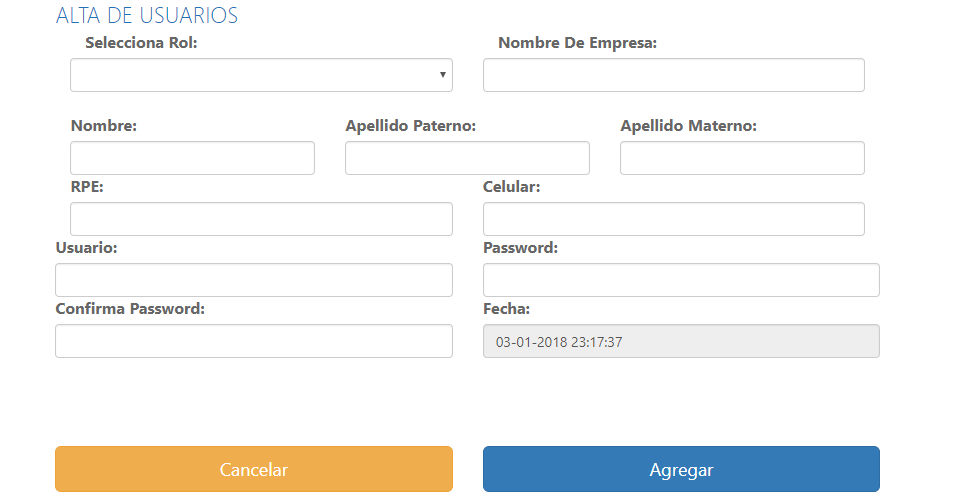 ALTA DE USUARIOS
Selecciona Rol: Nombre De Empresa:
Nombre: Apellido Paterno: Apellido Materno:
RPE: Celular:
Usuario: Password:
Confirma Password: Fecha:
03-01-2018 23:17:37
Cancelar Agregar